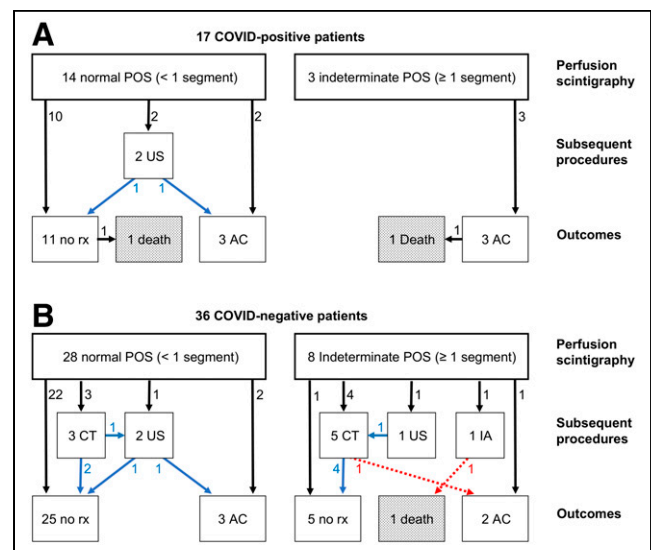 A
17 COVID-positive patients
14 normal POS (< 1 segment)
3 indeterminate POS (≥ 1 segment)
Perfusion
scintigraphy
10
2
2
3
2 US
Subsequent
procedures
1
1
11 no rx
1
1 death
3 AC
1 Death
1
3 AC
Outcomes
B
36 COVID-negative patients
28 normal POS (< 1 segment)
8 Indeterminate POS (≥ 1 segment)
Perfusion
scintigraphy
22
3
1
2
1
4
1
1
1
3 CT
1
2 US
5 CT
1
1 US
1 IA
Subsequent
procedures
2
1
1
4
1
1
25 no rx
3 AC
5 no rx
1 death
2 AC
Outcomes